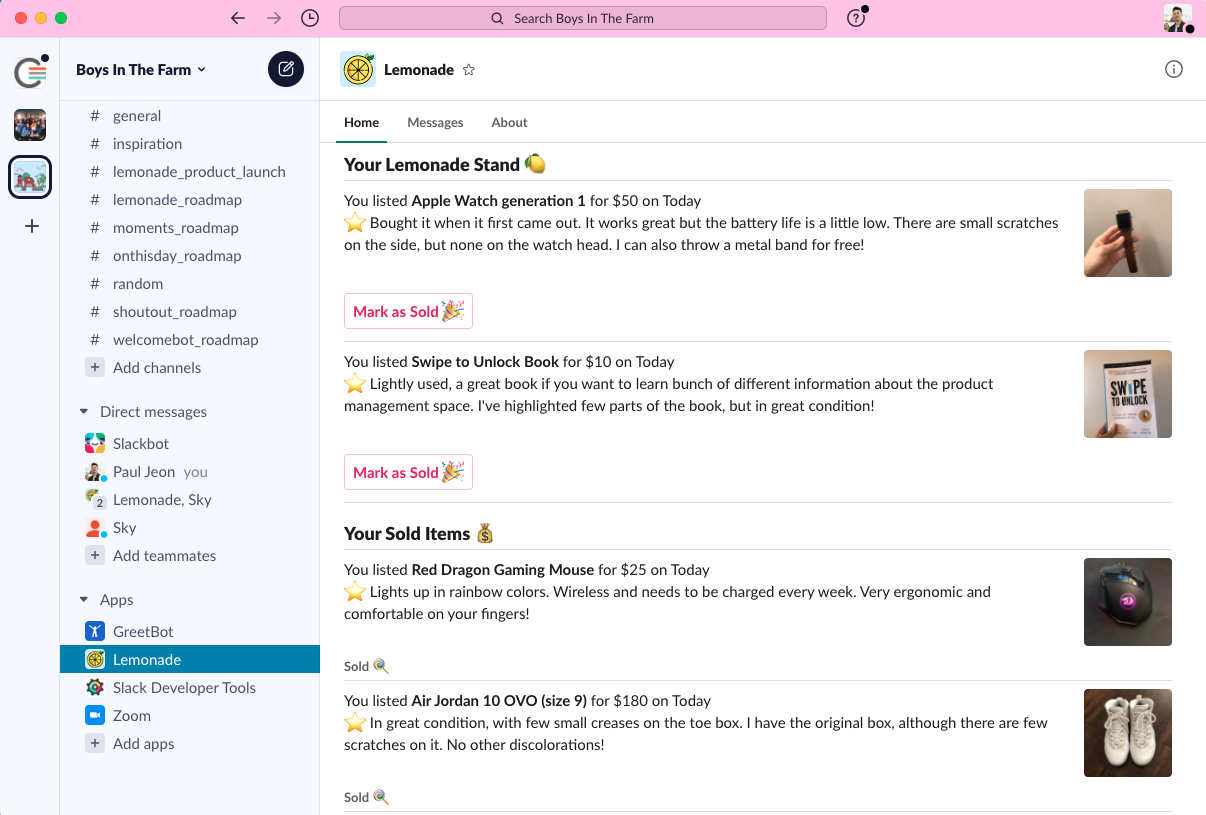 Search Boys In The Farm
Boys In The Farm
# general
# inspiration
# lemonade_product_launch
# lemonade_roadmap
# moments_roadmap
# onthisday_roadmap
# random
# shoutout_roadmap
# welcomebot_roadmap
+ Add channels
Direct messages
Slackbot
Paul Jeon you
2 Lemonade, Sky
Sky
+ Add teammates
Apps
GreetBot
Lemonade
Slack Developer Tools
Zoom
+ Add apps
Lemonade
Home Messages About
Your Lemonade Stand 🍋
You listed Apple Watch generation 1 for $50 on Today
⭐ Bought it when it first came out. It works great but the battery life is a little low. There are small scratches
on the side, but none on the watch head. I can also throw a metal band for free!
Mark as Sold 🎉
You listed Swipe to Unlock Book for $10 on Today
⭐ Lightly used, a great book if you want to learn bunch of different information about the product
management space. I've highlighted few parts of the book, but in great condition!
SWIPE
TO UNLOCK
Mark as Sold 🎉
Your Sold Items 💰
You listed Red Dragon Gaming Mouse for $25 on Today
⭐ Lights up in rainbow colors. Wireless and needs to be charged every week. Very ergonomic and
comfortable on your fingers!
Sold 🍭
You listed Air Jordan 10 OVO (size 9) for $180 on Today
⭐ In great condition, with few small creases on the toe box. I have the original box, although there are few
scratches on it. No other discolorations!
Sold 🍭